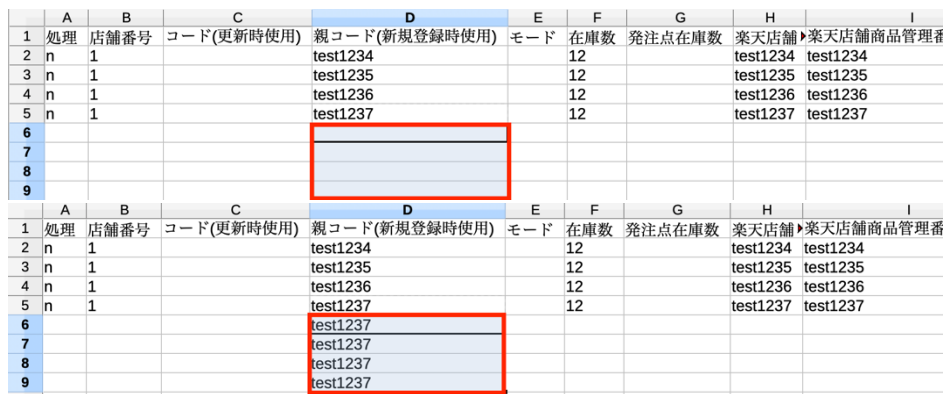 A B C D E F G H I
1 処理 店舗番号 コード(更新時使用) 親コード(新規登録時使用) モード 在庫数 発注点在庫数 楽天店舗 楽天店舗商品管理番
2 n 1 test1234 12 test1234 test1234
3 n 1 test1235 12 test1235 test1235
4 n 1 test1236 12 test1236 test1236
5 n 1 test1237 12 test1237 test1237
6
7
8
9
A B C D E F G H I
1 処理 店舗番号 コード(更新時使用) 親コード(新規登録時使用) モード 在庫数 発注点在庫数 楽天店舗 楽天店舗商品管理番
2 n 1 test1234 12 test1234 test1234
3 n 1 test1235 12 test1235 test1235
4 n 1 test1236 12 test1236 test1236
5 n 1 test1237 12 test1237 test1237
6 test1237
7 test1237
8 test1237
9 test1237